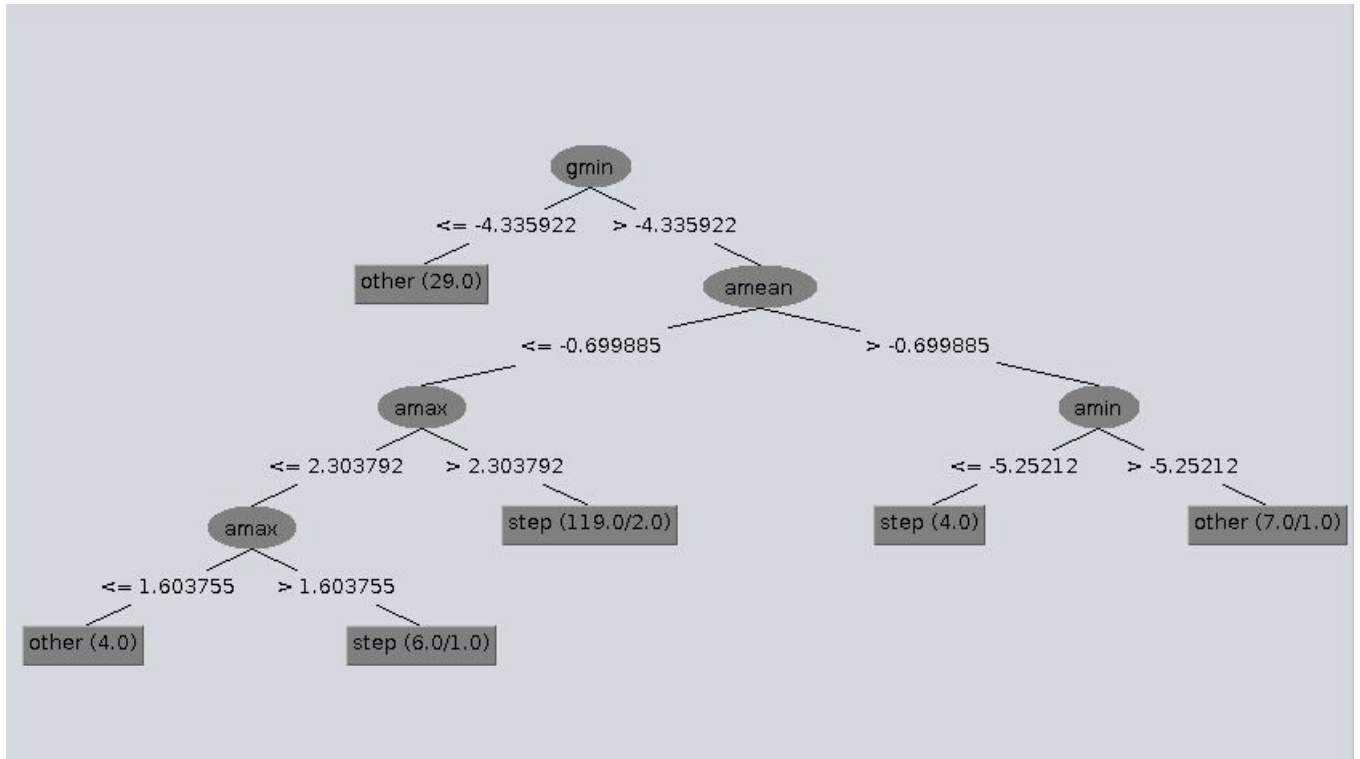 gmin
<= -4.335922 > -4.335922
other (29.0)
amean
<= -0.699885 > -0.699885
amax amin
<= 2.303792 > 2.303792 <= -5.25212 > -5.25212
amax step (119.0/2.0) step (4.0) other (7.0/1.0)
<= 1.603755 > 1.603755
other (4.0) step (6.0/1.0)